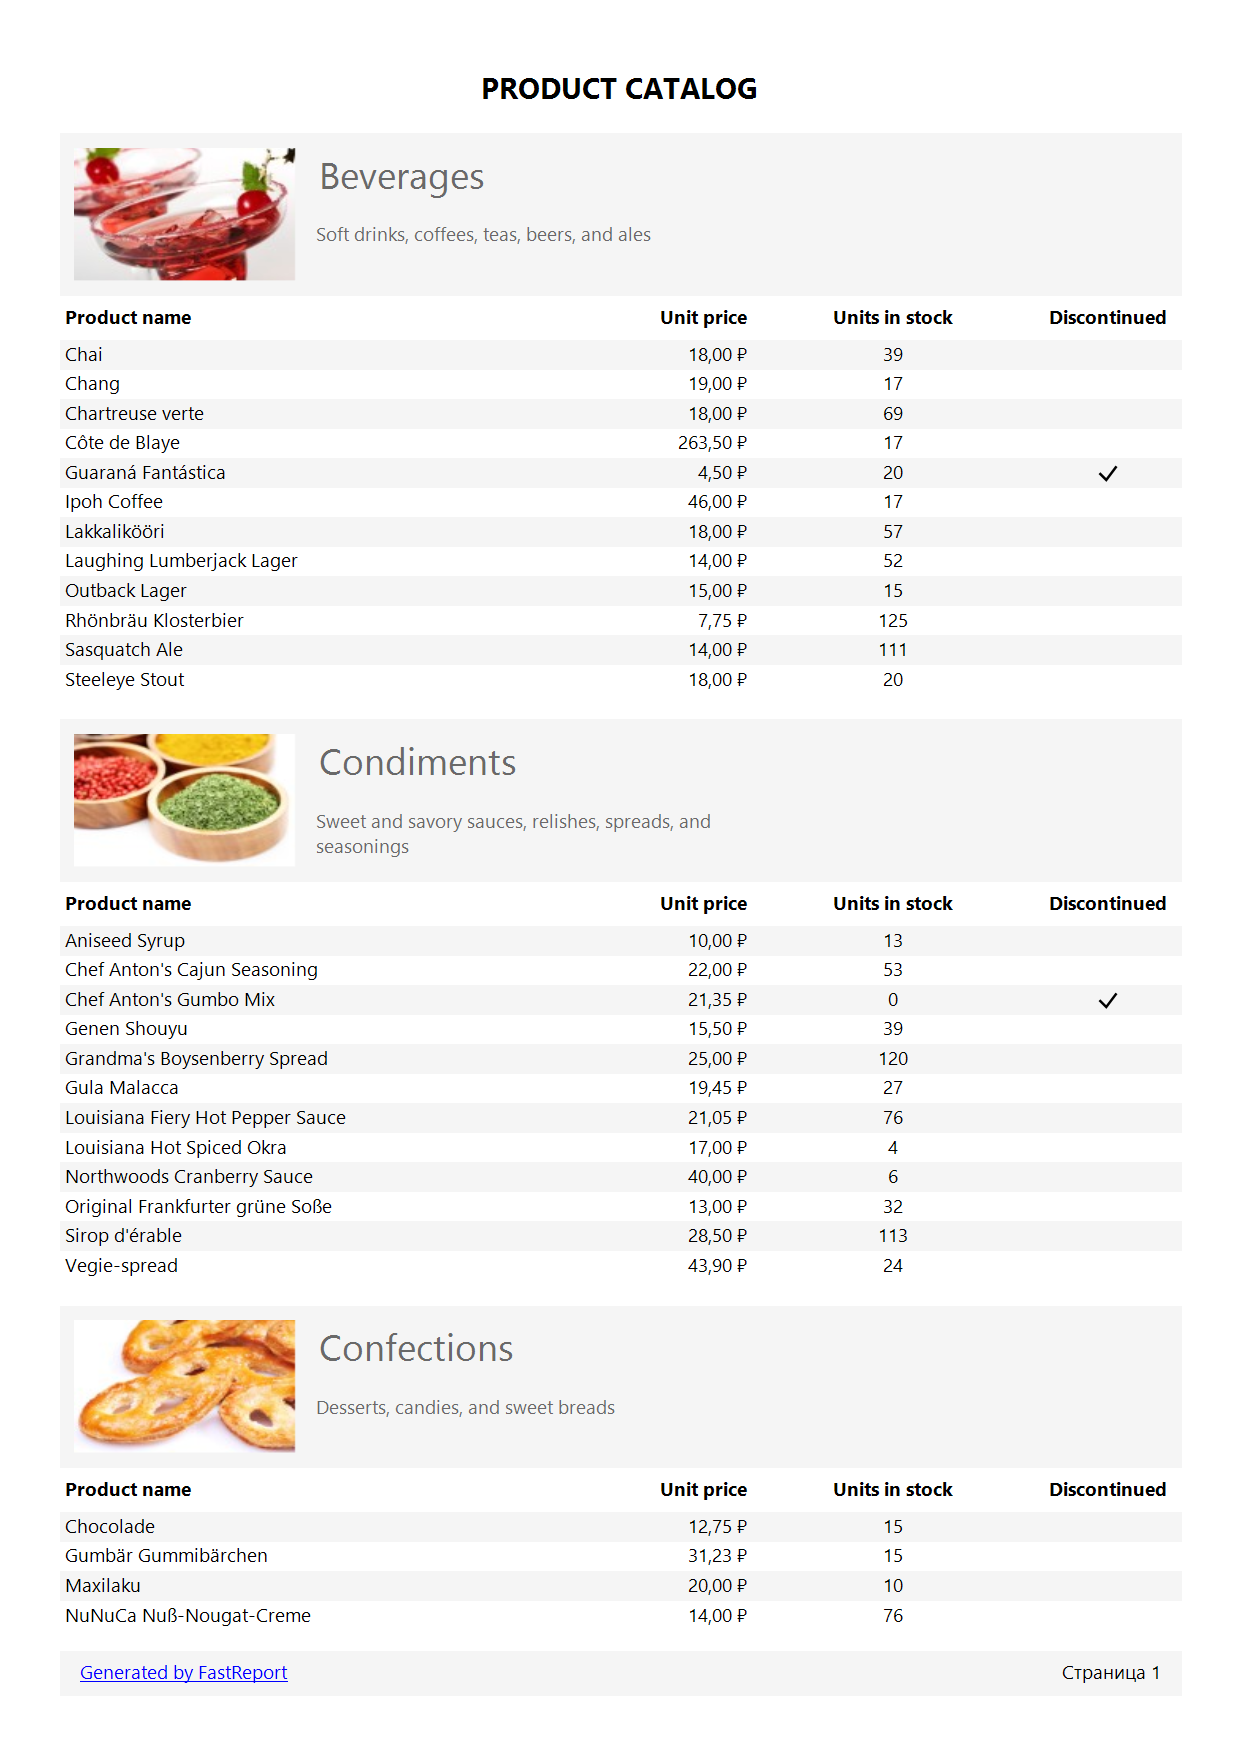 PRODUCT CATALOG
Beverages
Soft drinks, coffees, teas, beers, and ales
Product name Unit price Units in stock Discontinued
Chai 18,00 ₽ 39
Chang 19,00 ₽ 17
Chartreuse verte 18,00 ₽ 69
Côte de Blaye 263,50 ₽ 17
Guaraná Fantástica 4,50 ₽ 20 ✓
Ipoh Coffee 46,00 ₽ 17
Lakkalikööri 18,00 ₽ 57
Laughing Lumberjack Lager 14,00 ₽ 52
Outback Lager 15,00 ₽ 15
Rhönbräu Klosterbier 7,75 ₽ 125
Sasquatch Ale 14,00 ₽ 111
Steeleye Stout 18,00 ₽ 20
Condiments
Sweet and savory sauces, relishes, spreads, and
seasonings
Product name Unit price Units in stock Discontinued
Aniseed Syrup 10,00 ₽ 13
Chef Anton's Cajun Seasoning 22,00 ₽ 53
Chef Anton's Gumbo Mix 21,35 ₽ 0 ✓
Genen Shouyu 15,50 ₽ 39
Grandma's Boysenberry Spread 25,00 ₽ 120
Gula Malacca 19,45 ₽ 27
Louisiana Fiery Hot Pepper Sauce 21,05 ₽ 76
Louisiana Hot Spiced Okra 17,00 ₽ 4
Northwoods Cranberry Sauce 40,00 ₽ 6
Original Frankfurter grüne Soße 13,00 ₽ 32
Sirop d'érable 28,50 ₽ 113
Vegie-spread 43,90 ₽ 24
Confections
Desserts, candies, and sweet breads
Product name Unit price Units in stock Discontinued
Chocolade 12,75 ₽ 15
Gumbär Gummibärchen 31,23 ₽ 15
Maxilaku 20,00 ₽ 10
NuNuCa Nuß-Nougat-Creme 14,00 ₽ 76
Generated by FastReport Страница 1